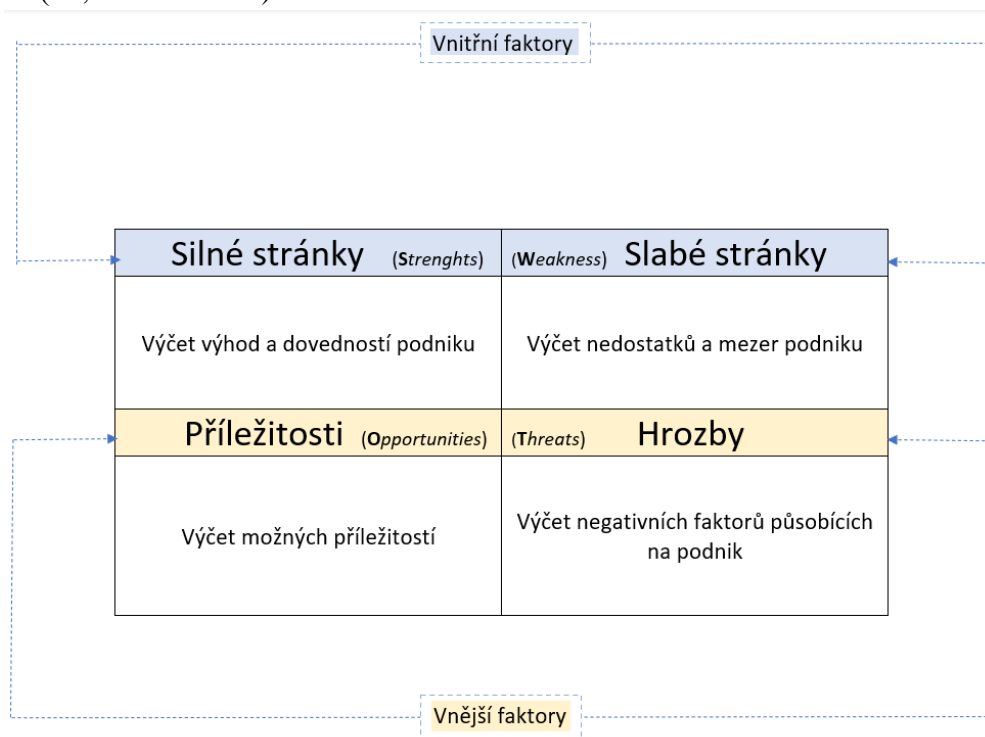 Vnitřní faktory
Silné stránky (Strenghts)
(Weakness) Slabé stránky
Výčet výhod a dovedností podniku
Výčet nedostatků a mezer podniku
Příležitosti (Opportunities)
(Threats) Hrozby
Výčet možných příležitostí
Výčet negativních faktorů působících
na podnik
Vnější faktory